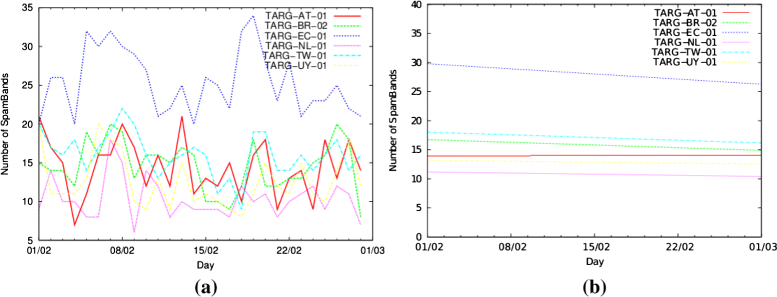 35
30
25
20
15
10
5
Number of SpamBands
TARG-AT-01
TARG-BR-02
TARG-EC-01
TARG-NL-01
TARG-TW-01
TARG-UY-01
01/02
08/02
15/02
22/02
01/03
Day
(a)
40
35
30
25
20
15
10
5
0
Number of SpamBands
TARG-AT-01
TARG-BR-02
TARG-EC-01
TARG-NL-01
TARG-TW-01
TARG-UY-01
01/02
08/02
15/02
22/02
01/03
Day
(b)